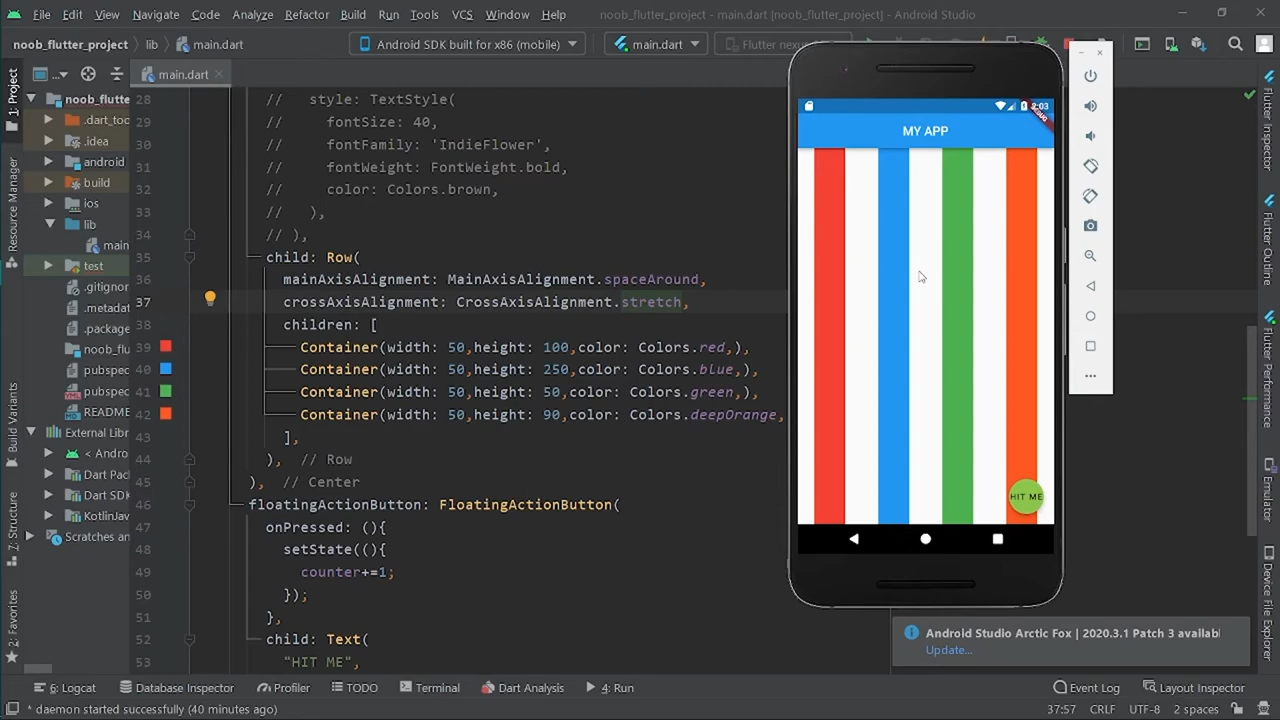 File Edit View Navigate Code Analyze Refactor Build Run Tools VCS Window Help noob_flutter_project - main.dart [noob_flutter_project] - Android Studio
noob_flutter_project lib main.dart Android SDK built for x86 (mobile) main.dart Flutter nexus
1: Project
Resource Manager
Build Variants
Z: Structure
2: Favorites
... main.dart
noob_flutte
.dart_too
.idea
android
build
ios
lib
main
test
.gitignor
.metadat
.package
noob_flu
pubspec
pubspec
README
External Libr
< Andro
Dart Pac
Dart SDK
KotlinJav
Scratches an
28 // style: TextStyle(
29 // fontSize: 40,
30 // fontFamily: 'IndieFlower',
31 // fontWeight: FontWeight.bold,
32 // color: Colors.brown,
33 // ),
34 // ),
35 child: Row(
36 mainAxisAlignment: MainAxisAlignment.spaceAround,
37 crossAxisAlignment: CrossAxisAlignment.stretch,
38 children: [
39 Container(width: 50,height: 100,color: Colors.red,),
40 Container(width: 50,height: 250,color: Colors.blue,),
41 Container(width: 50,height: 50,color: Colors.green,),
42 Container(width: 50,height: 90,color: Colors.deepOrange,
43 ],
44 ), // Row
45 ), // Center
46 floatingActionButton: FloatingActionButton(
47 onPressed: (){
48 setState((){
49 counter+=1;
50 });
51 },
52 child: Text(
53 "HIT ME",
3:03
MY APP
HIT ME
Flutter Inspector
Flutter Outline
Flutter Performance
Emulator
Device File Explorer
Android Studio Arctic Fox | 2020.3.1 Patch 3 availabl
Update...
6: Logcat Database Inspector Profiler TODO Terminal Dart Analysis 4: Run Event Log Layout Inspector
* daemon started successfully (40 minutes ago) 37:57 CRLF UTF-8 2 spaces